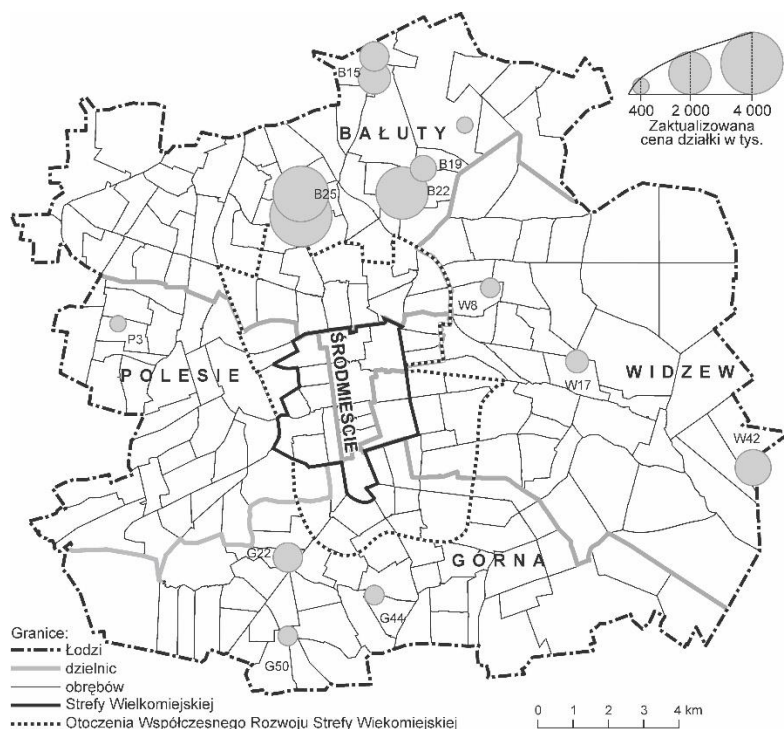 400 2 000 4 000
Zaktualizowana
cena działki w tys.
B15
BAŁUTY
B19
B25
B22
W8
P3
POLESIE
ŚRÓDMIEŚCIE
W17
WIDZEW
W42
G22
GÓRNA
G44
G50
Granice:
Łodzi
dzielnic
obrębów
Strefy Wielkomiejskiej
Otoczenia Współczesnego Rozwoju Strefy Wiekomiejskiej
0 1 2 3 4 km